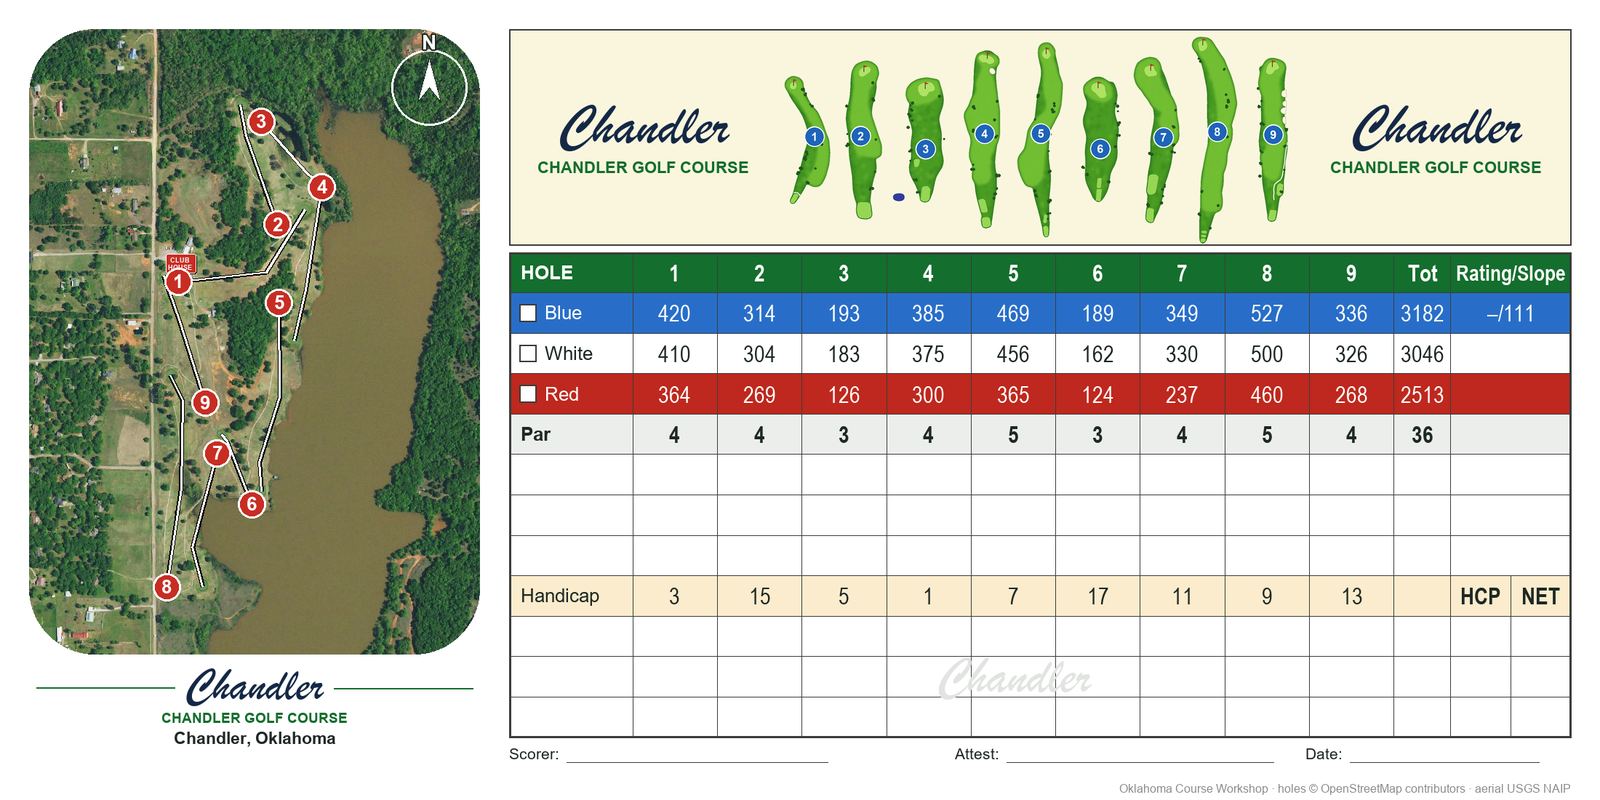 N
3
4
2
CLUB
HOUSE
1
5
9
7
6
8
Chandler
CHANDLER GOLF COURSE
Chandler, Oklahoma
Chandler
CHANDLER GOLF COURSE
1 2 3 4 5 6 7 8 9
Chandler
CHANDLER GOLF COURSE
HOLE 1 2 3 4 5 6 7 8 9 Tot Rating/Slope
Blue 420 314 193 385 469 189 349 527 336 3182 –/111
White 410 304 183 375 456 162 330 500 326 3046
Red 364 269 126 300 365 124 237 460 268 2513
Par 4 4 3 4 5 3 4 5 4 36
Handicap 3 15 5 1 7 17 11 9 13 HCP NET
Chandler
Scorer: Attest: Date:
Oklahoma Course Workshop · holes © OpenStreetMap contributors · aerial USGS NAIP